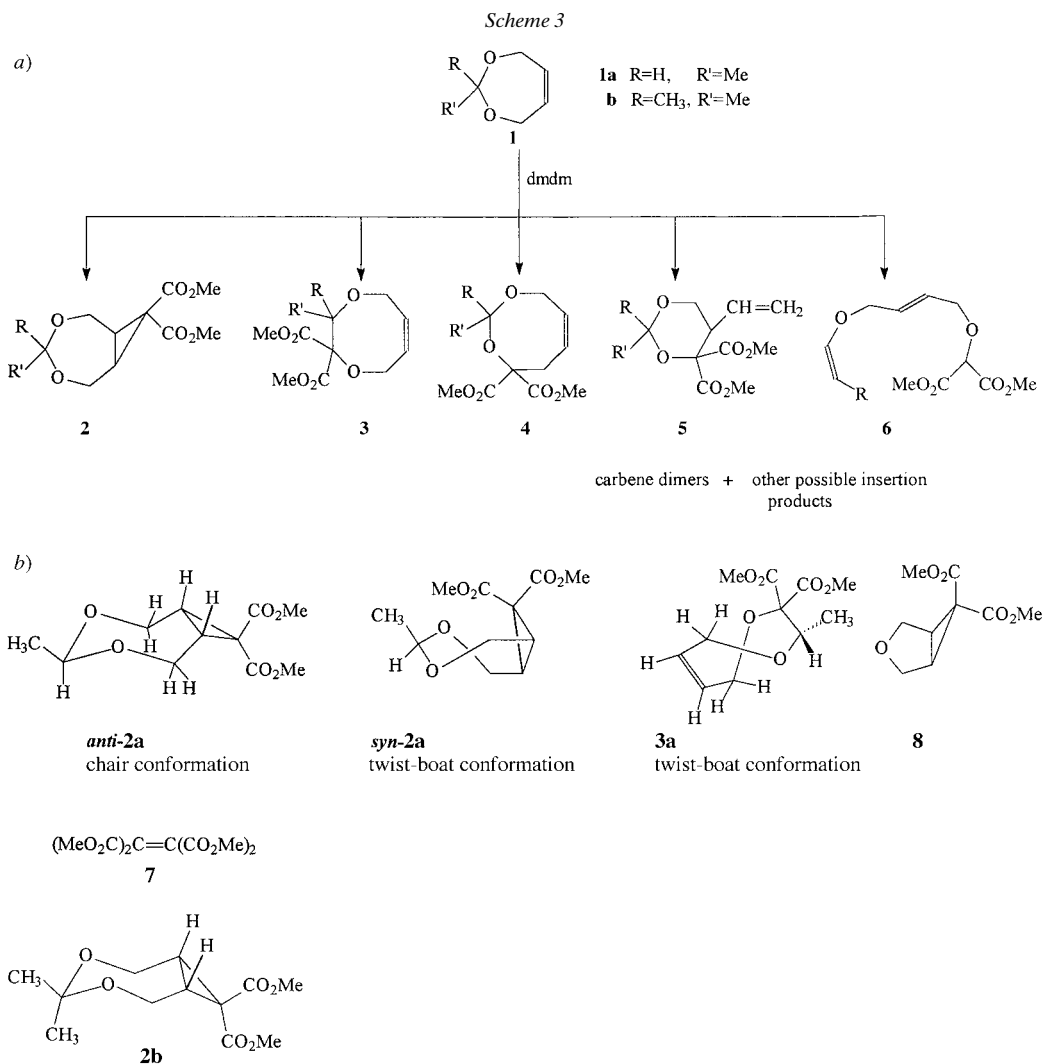 Scheme 3
a)
R
R'
O
O
1
1a R=H, R'=Me
b R=CH3, R'=Me
dmdm
R
R'
O
O
CO2Me
CO2Me
2
R
R'
O
MeO2C
MeO2C
O
3
R
R'
O
O
MeO2C
CO2Me
4
R
R'
O
O
CH=CH2
CO2Me
CO2Me
5
O
O
R
MeO2C
CO2Me
6
carbene dimers + other possible insertion
products
b)
H
O
H
H
CO2Me
CH3
O
H
CO2Me
H
H
H
anti-2a
chair conformation
MeO2C
CO2Me
CH3
O
H
O
syn-2a
twist-boat conformation
MeO2C
CO2Me
H
H
O
CH3
H
O
H
H
H
H
3a
twist-boat conformation
MeO2C
CO2Me
O
8
(MeO2C)2C=C(CO2Me)2
7
H
H
O
CH3
O
CO2Me
CH3
CO2Me
2b